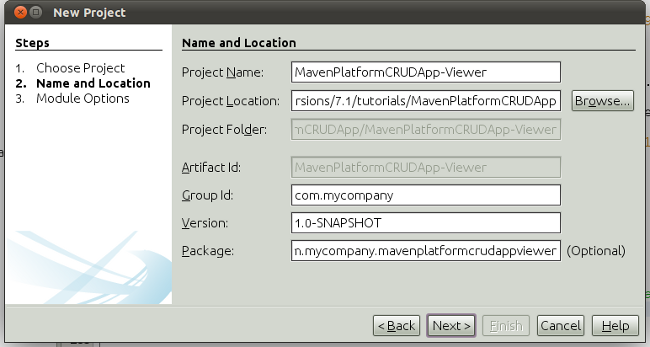 New Project
Steps
1. Choose Project
2. Name and Location
3. Module Options
Name and Location
Project Name: MavenPlatformCRUDApp-Viewer
Project Location: rsions/7.1/tutorials/MavenPlatformCRUDApp Browse...
Project Folder: mCRUDApp/MavenPlatformCRUDApp-Viewer
Artifact Id: MavenPlatformCRUDApp-Viewer
Group Id: com.mycompany
Version: 1.0-SNAPSHOT
Package: n.mycompany.mavenplatformcrudappviewer (Optional)
< Back Next > Finish Cancel Help